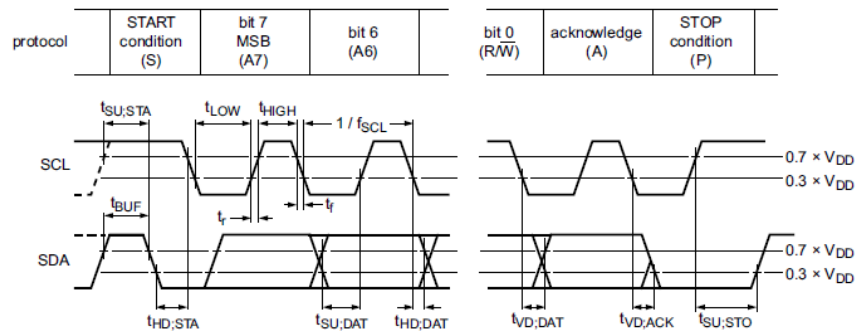 protocol
START
condition
(S)
bit 7
MSB
(A7)
bit 6
(A6)
bit 0
(R/W̅)
acknowledge
(A)
STOP
condition
(P)
tSU;STA
tLOW
tHIGH
1 / fSCL
SCL
0.7 × VDD
0.3 × VDD
tBUF
tr
tf
SDA
0.7 × VDD
0.3 × VDD
tHD;STA
tSU;DAT
tHD;DAT
tVD;DAT
tVD;ACK
tSU;STO